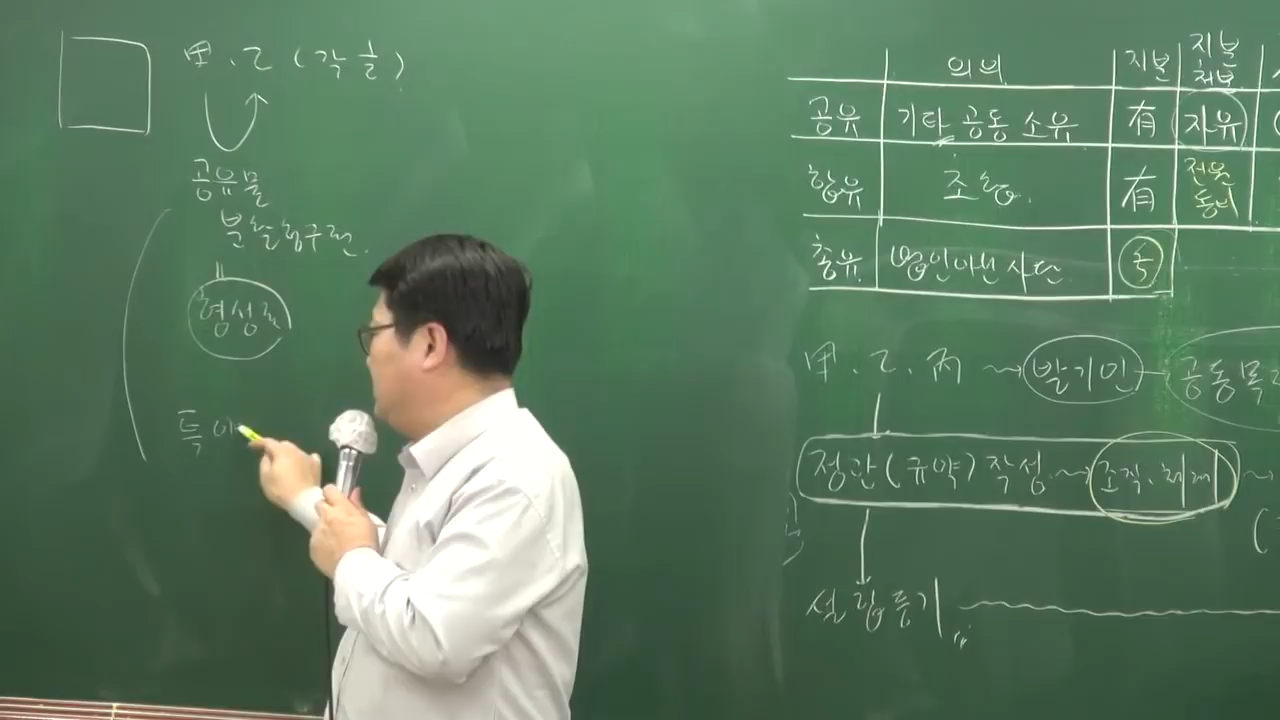 甲.乙(각 ½)
공유물
분할청구권.
형성권
특이
의의 지분 지분처분
공유 기타 공동 소유 有 자유
합유 조합. 有 전원동의
총유 법인아닌 사단
甲.乙.丙 발기인 공동목
정관(규약) 작성 조직.체계
설립등기